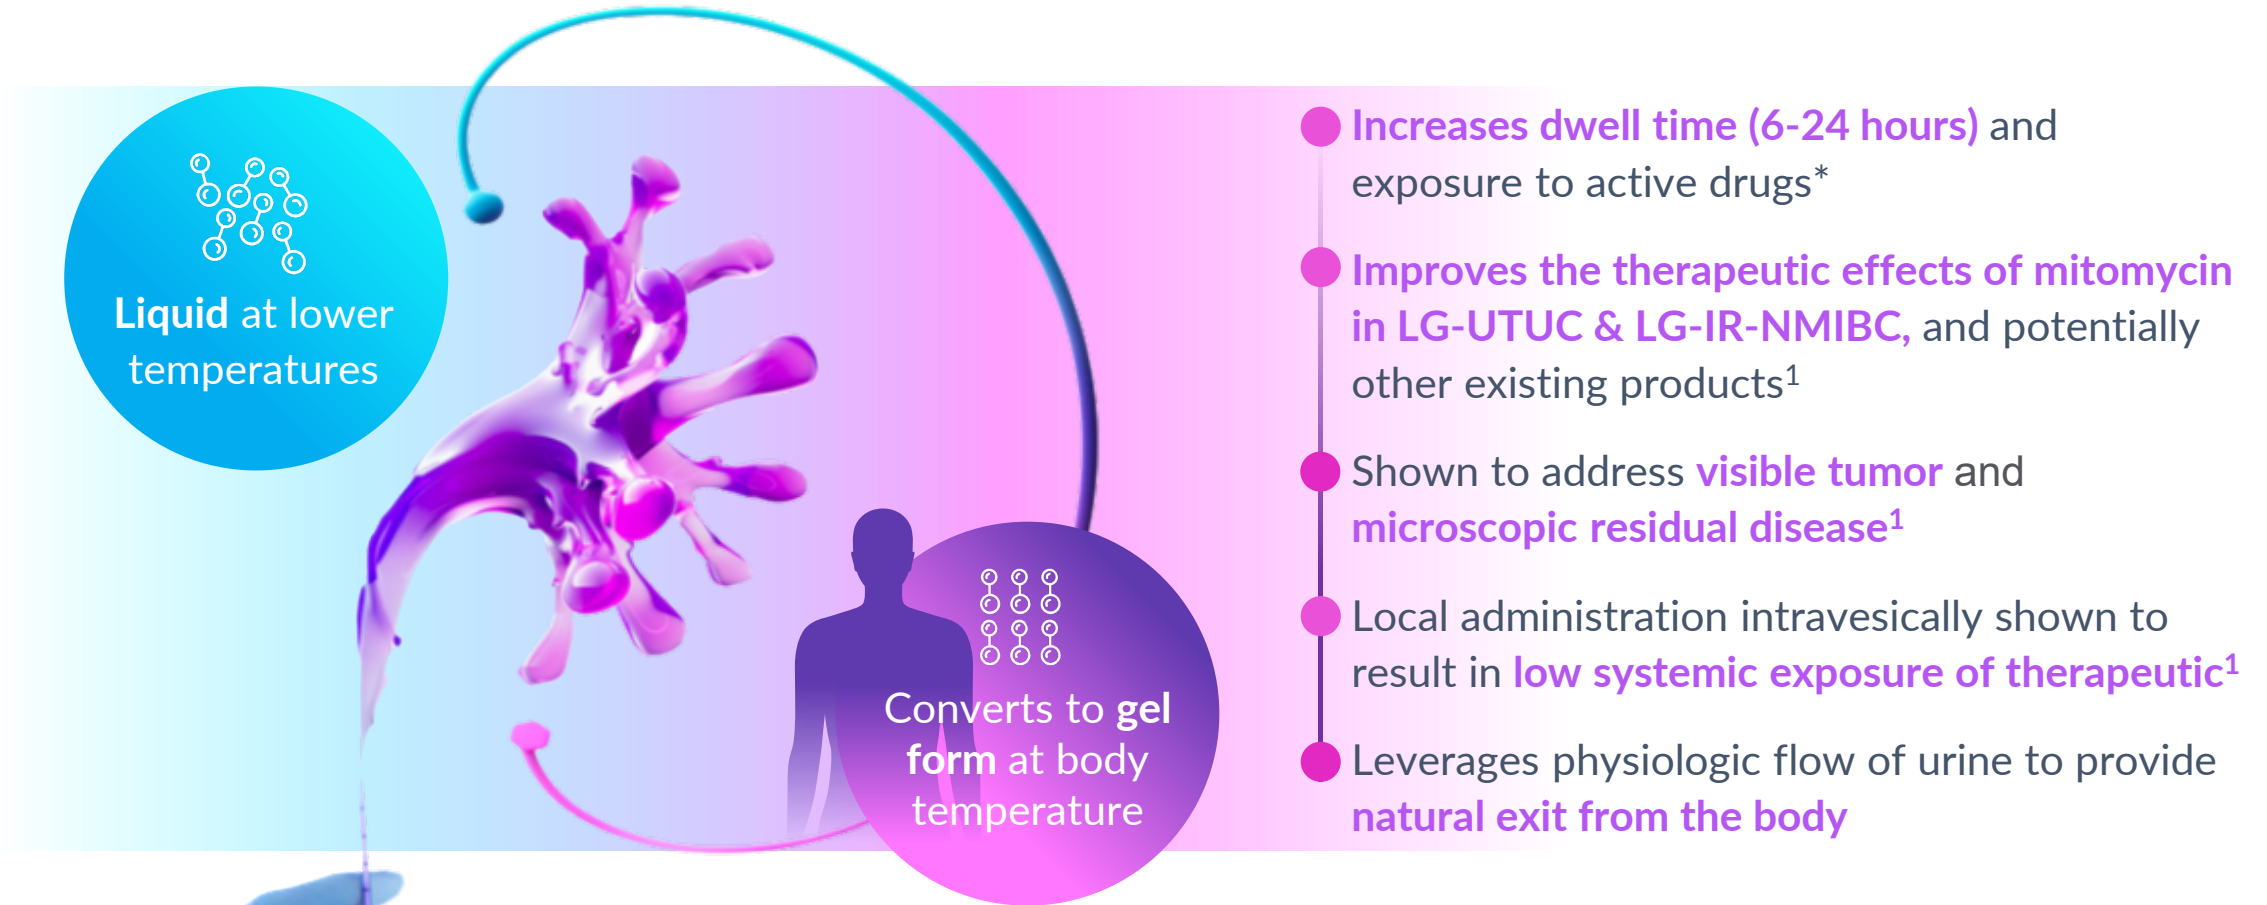 Liquid at lower
temperatures
Converts to gel
form at body
temperature
Increases dwell time (6-24 hours) and
exposure to active drugs*
Improves the therapeutic effects of mitomycin
in LG-UTUC & LG-IR-NMIBC, and potentially
other existing products¹
Shown to address visible tumor and
microscopic residual disease¹
Local administration intravesically shown to
result in low systemic exposure of therapeutic¹
Leverages physiologic flow of urine to provide
natural exit from the body